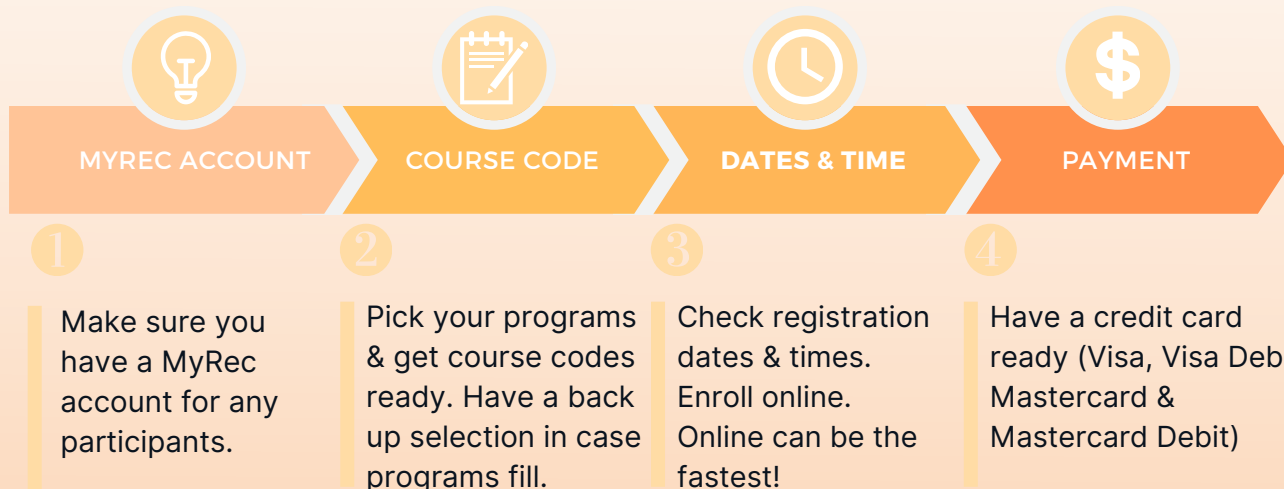 MYREC ACCOUNT
COURSE CODE
DATES & TIME
PAYMENT
1
Make sure you
have a MyRec
account for any
participants.
2
Pick your programs
& get course codes
ready. Have a back
up selection in case
programs fill.
3
Check registration
dates & times.
Enroll online.
Online can be the
fastest!
4
Have a credit card
ready (Visa, Visa Deb
Mastercard &
Mastercard Debit)